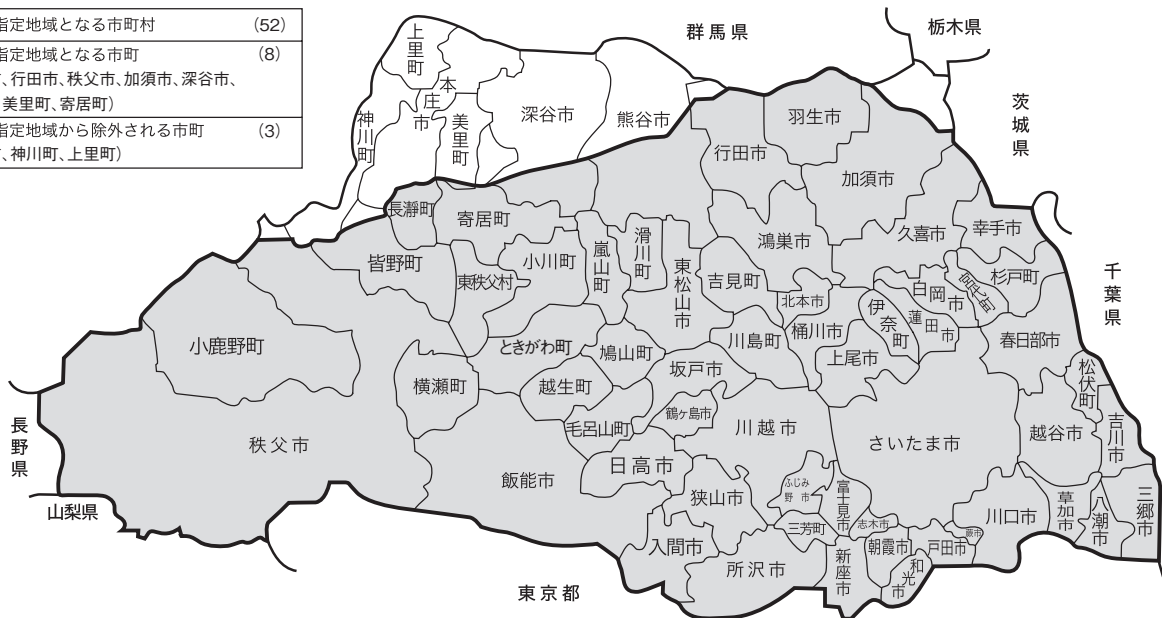 指定地域となる市町村 (52)
指定地域となる市町 (8)
、行田市、秩父市、加須市、深谷市、
美里町、寄居町)
指定地域から除外される市町 (3)
、神川町、上里町)
群馬県
栃木県
茨城県
千葉県
東京都
山梨県
長野県
上里町
本庄市
神川町
美里町
深谷市
熊谷市
羽生市
行田市
加須市
長瀞町
寄居町
皆野町
東秩父村
小川町
嵐山町
滑川町
東松山市
吉見町
鴻巣市
久喜市
幸手市
杉戸町
宮代町
白岡市
蓮田市
伊奈町
北本市
桶川市
上尾市
川島町
春日部市
松伏町
小鹿野町
秩父市
横瀬町
ときがわ町
鳩山町
越生町
毛呂山町
坂戸市
鶴ヶ島市
川越市
さいたま市
越谷市
吉川市
日高市
飯能市
狭山市
ふじみ野市
富士見市
志木市
三芳町
入間市
所沢市
新座市
朝霞市
和光市
戸田市
蕨市
川口市
草加市
八潮市
三郷市